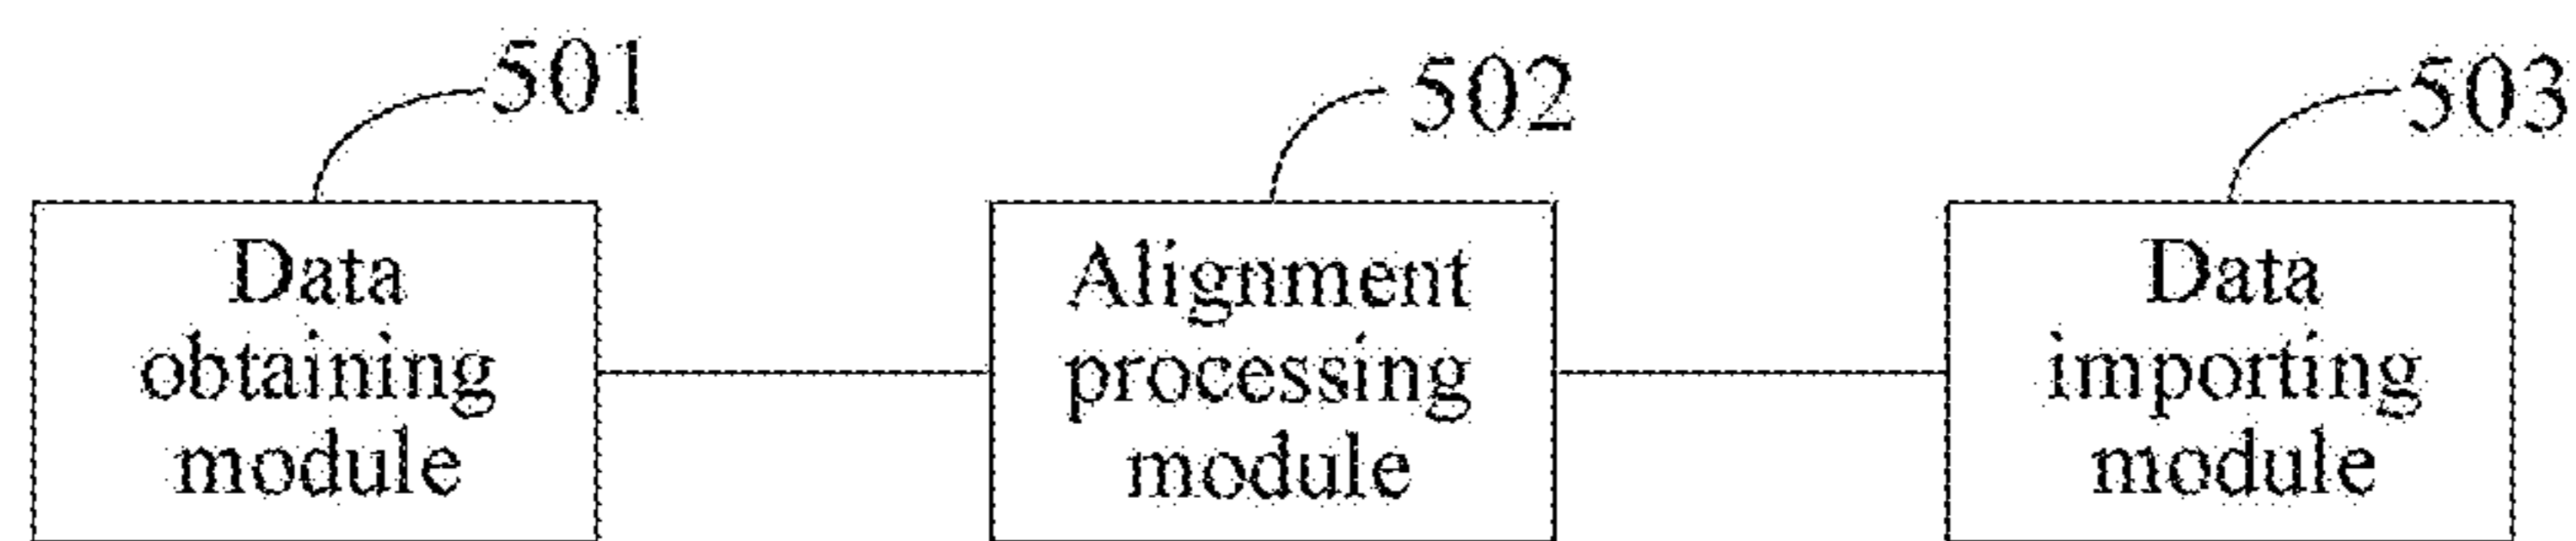 501
502
503
Data
obtaining
module
Alignment
processing
module
Data
importing
module